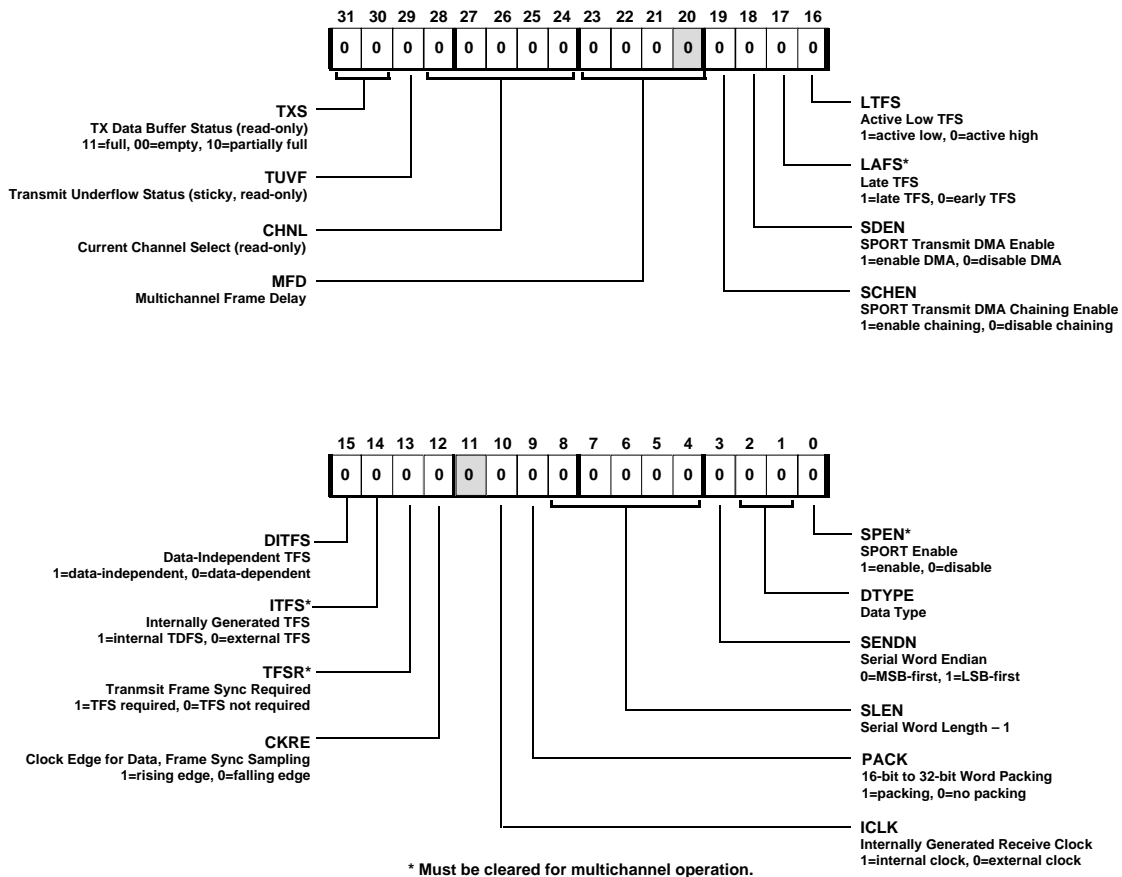 31 30 29 28 27 26 25 24 23 22 21 20 19 18 17 16
0 0 0 0 0 0 0 0 0 0 0 0 0 0 0 0
TXS
TX Data Buffer Status (read-only)
11=full, 00=empty, 10=partially full
TUVF
Transmit Underflow Status (sticky, read-only)
CHNL
Current Channel Select (read-only)
MFD
Multichannel Frame Delay
LTFS
Active Low TFS
1=active low, 0=active high
LAFS*
Late TFS
1=late TFS, 0=early TFS
SDEN
SPORT Transmit DMA Enable
1=enable DMA, 0=disable DMA
SCHEN
SPORT Transmit DMA Chaining Enable
1=enable chaining, 0=disable chaining
15 14 13 12 11 10 9 8 7 6 5 4 3 2 1 0
0 0 0 0 0 0 0 0 0 0 0 0 0 0 0 0
DITFS
Data-Independent TFS
1=data-independent, 0=data-dependent
ITFS*
Internally Generated TFS
1=internal TDFS, 0=external TFS
TFSR*
Tranmsit Frame Sync Required
1=TFS required, 0=TFS not required
CKRE
Clock Edge for Data, Frame Sync Sampling
1=rising edge, 0=falling edge
SPEN*
SPORT Enable
1=enable, 0=disable
DTYPE
Data Type
SENDN
Serial Word Endian
0=MSB-first, 1=LSB-first
SLEN
Serial Word Length – 1
PACK
16-bit to 32-bit Word Packing
1=packing, 0=no packing
ICLK
Internally Generated Receive Clock
1=internal clock, 0=external clock
* Must be cleared for multichannel operation.